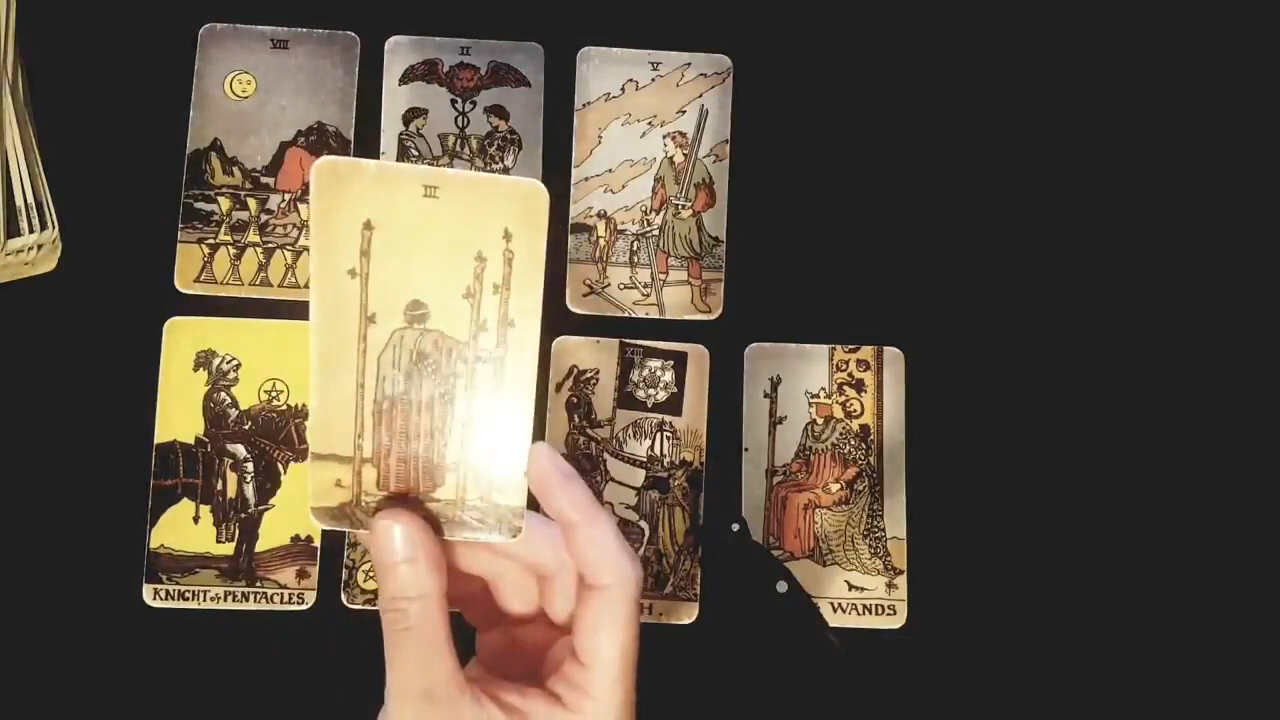 VIII
II
V
III
XIII
KNIGHT of PENTACLES.
H.
WANDS